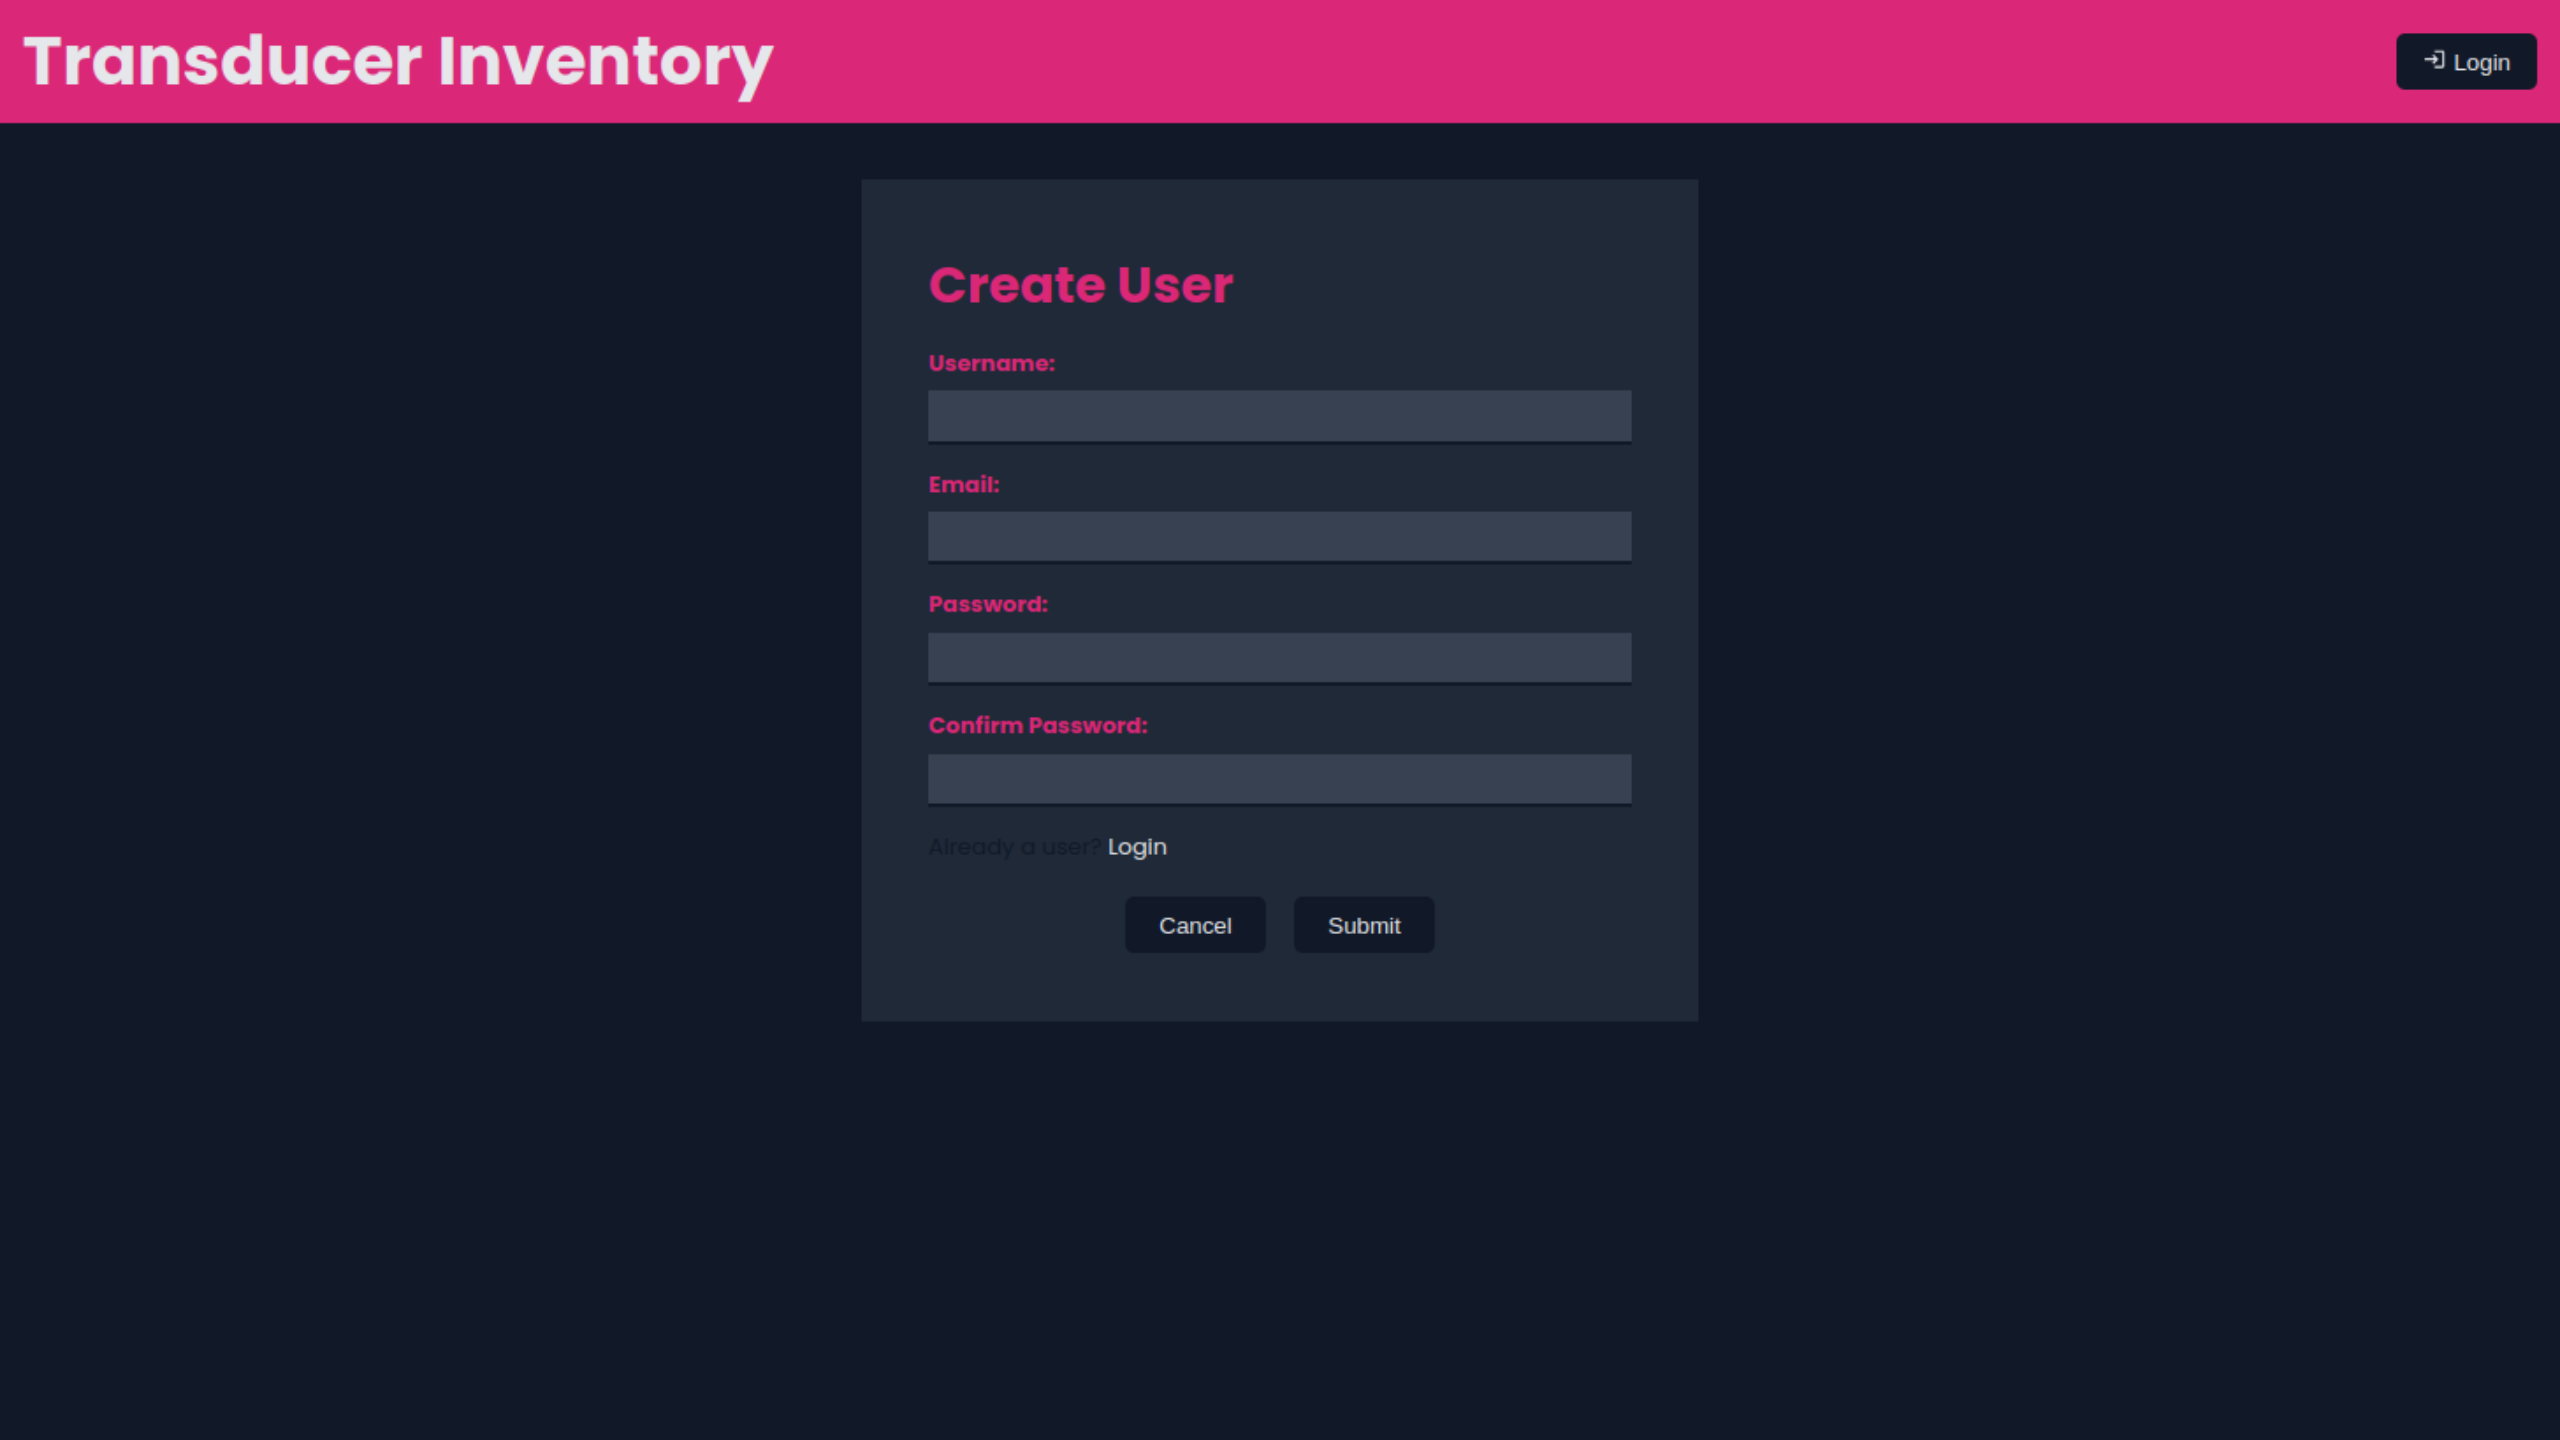 Transducer Inventory
Login
Create User
Username:
Email:
Password:
Confirm Password:
Already a user? Login
Cancel Submit